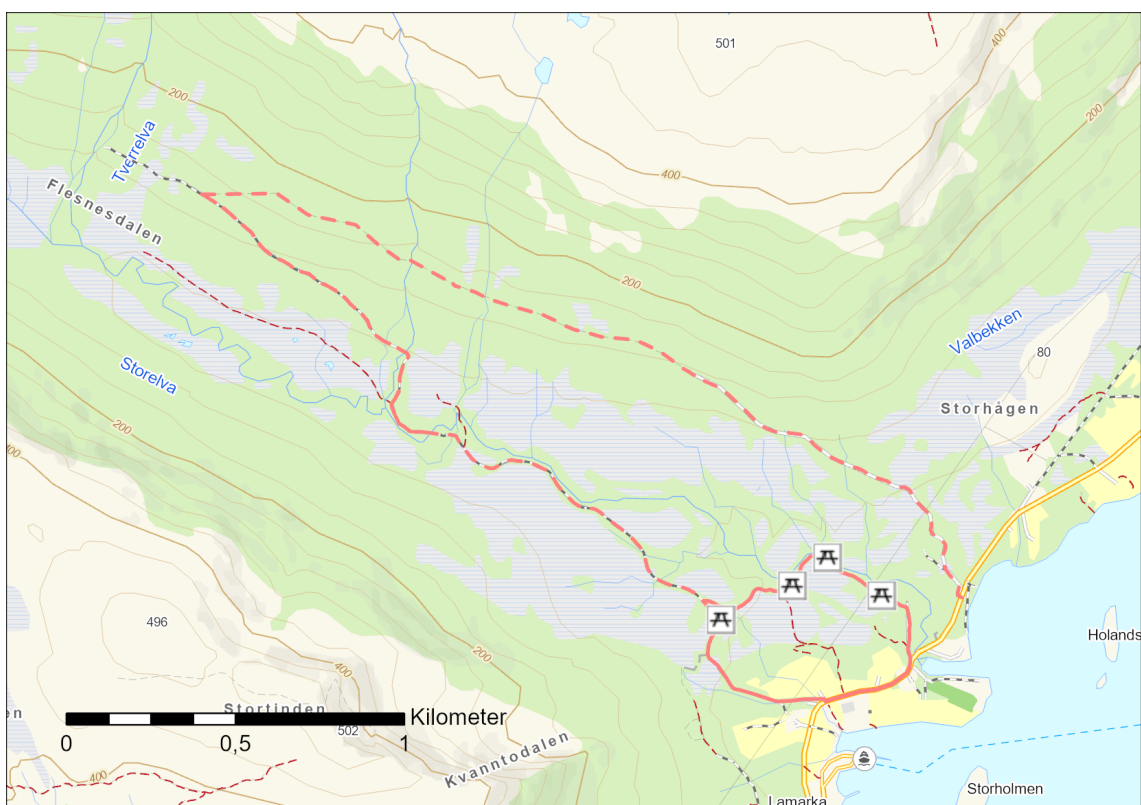 501
400
200
Tverrelva
400
Flesnesdalen
200
Valbekken
80
Storelva
Storhågen
200
400
496
Holands
200
400
en
Stortinden
Kilometer
502
0
0,5
1
Kvanntodalen
400
Storholmen
Lamarka